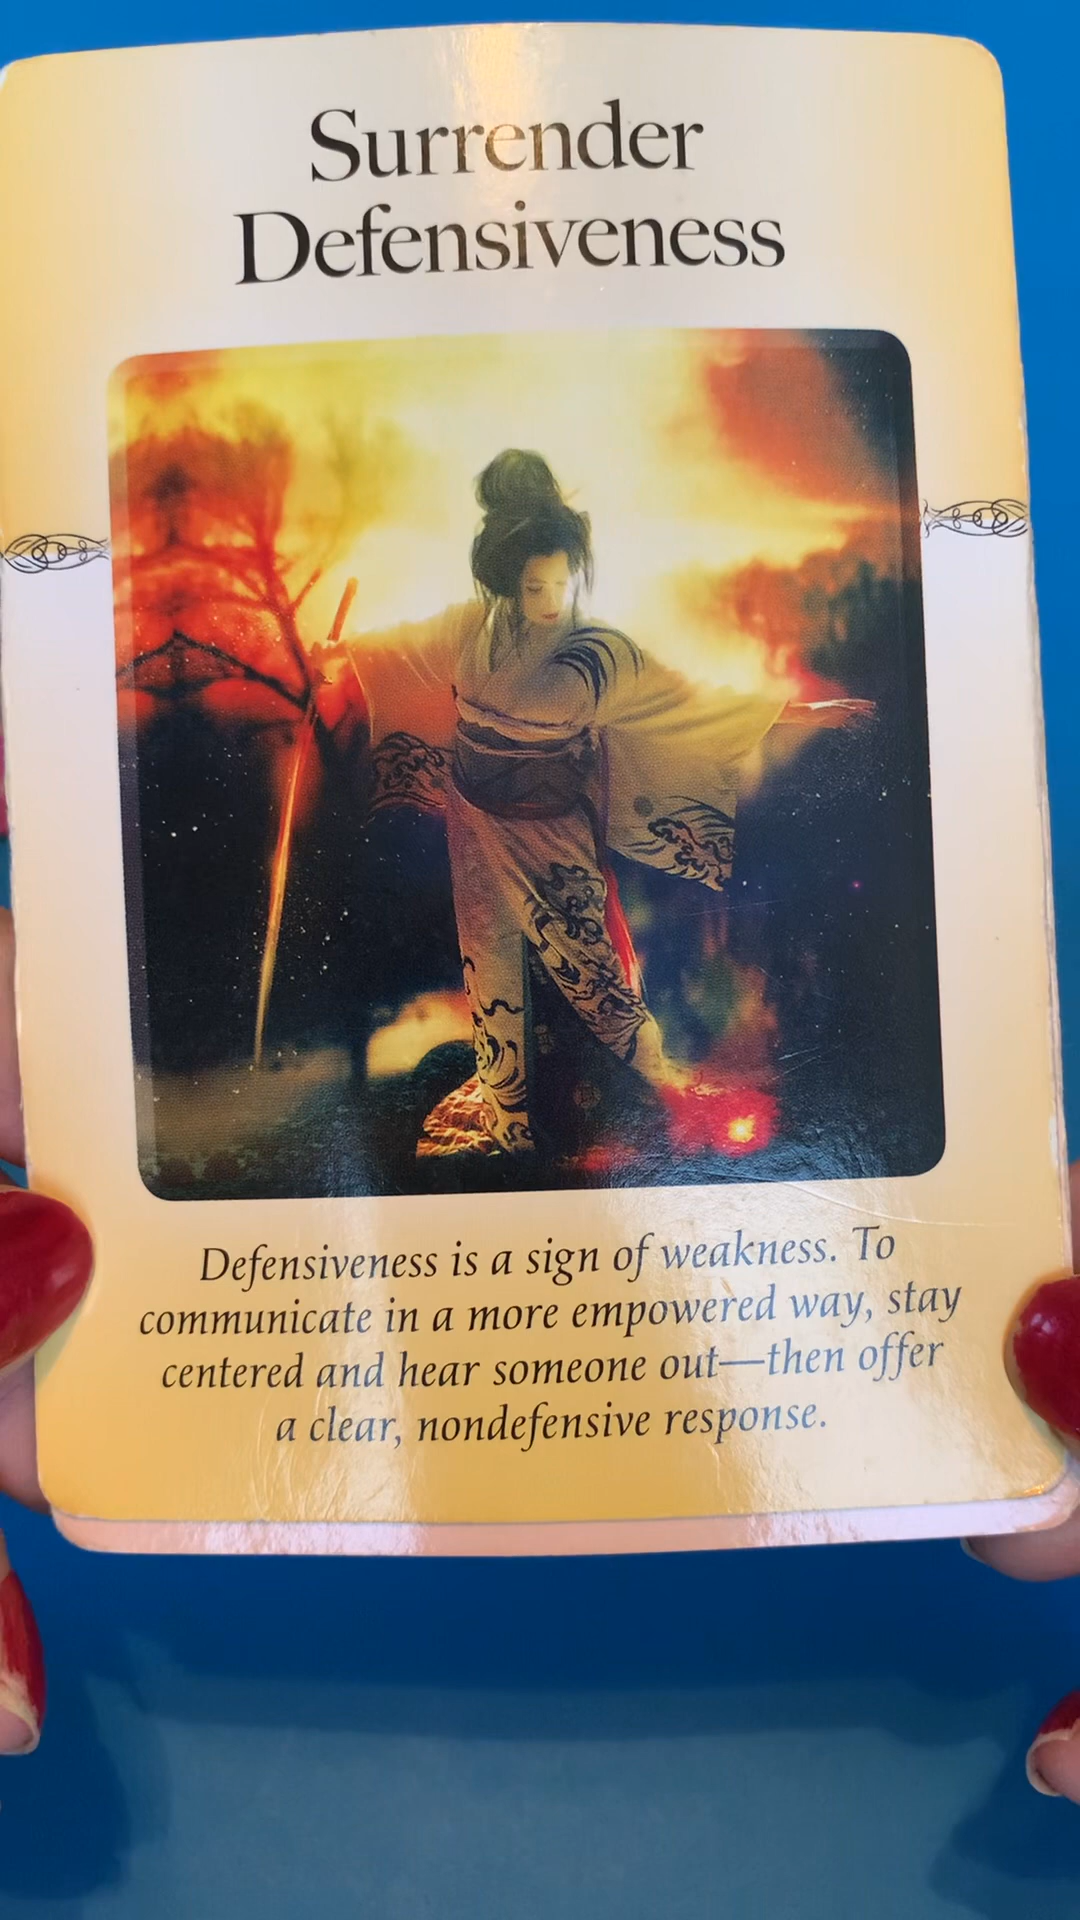 Surrender
Defensiveness
Defensiveness is a sign of weakness. To
communicate in a more empowered way, stay
centered and hear someone out—then offer
a clear, nondefensive response.